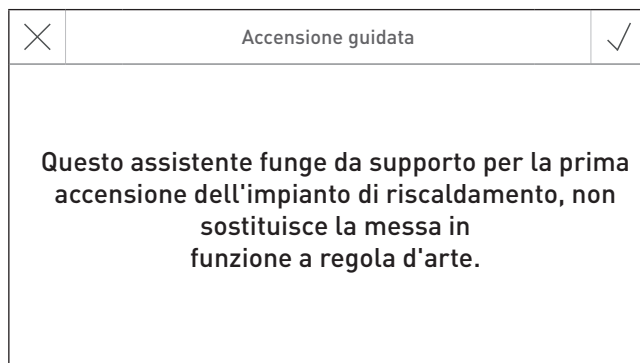 Accensione guidata
Questo assistente funge da supporto per la prima
accensione dell'impianto di riscaldamento, non
sostituisce la messa in
funzione a regola d'arte.